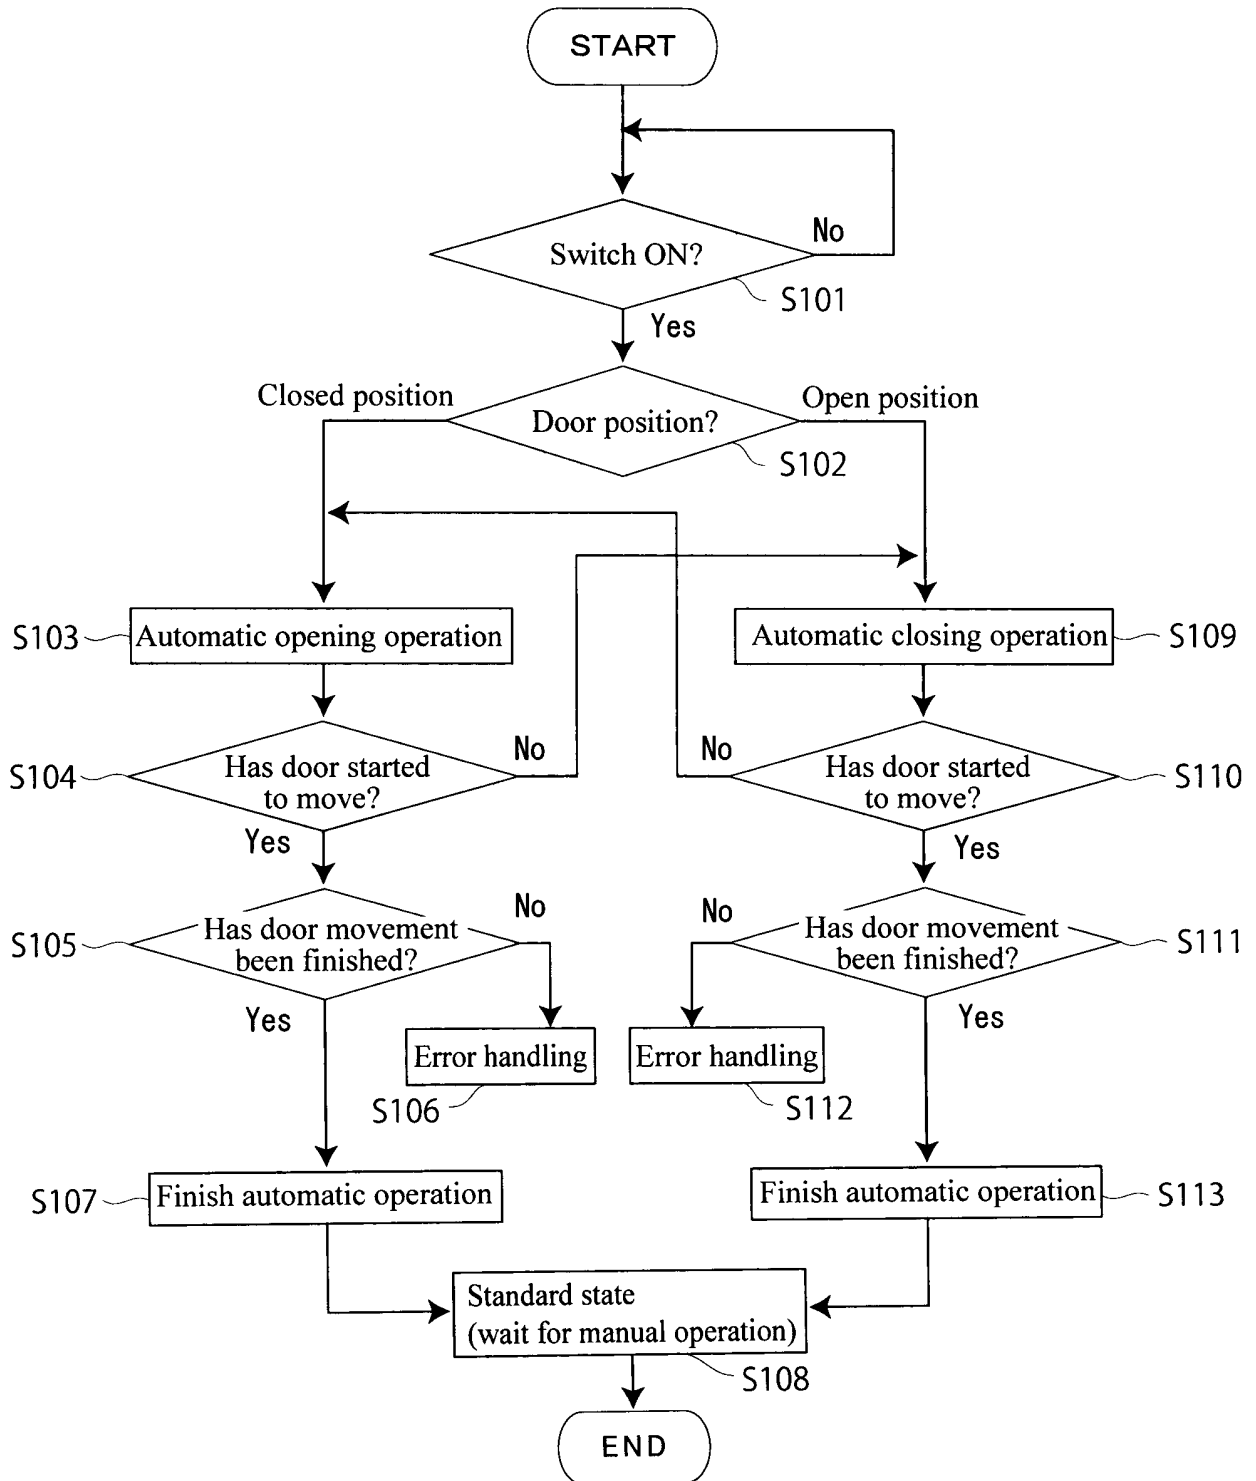 START
No
Switch ON?
S101
Yes
Closed position
Open position
Door position?
S102
S103
Automatic opening operation
Automatic closing operation
S109
No
No
S104
Has door started
to move?
Has door started
to move?
S110
Yes
Yes
No
No
S105
Has door movement
been finished?
Has door movement
been finished?
S111
Yes
Yes
Error handling
Error handling
S106
S112
S107
Finish automatic operation
Finish automatic operation
S113
Standard state
(wait for manual operation)
S108
END